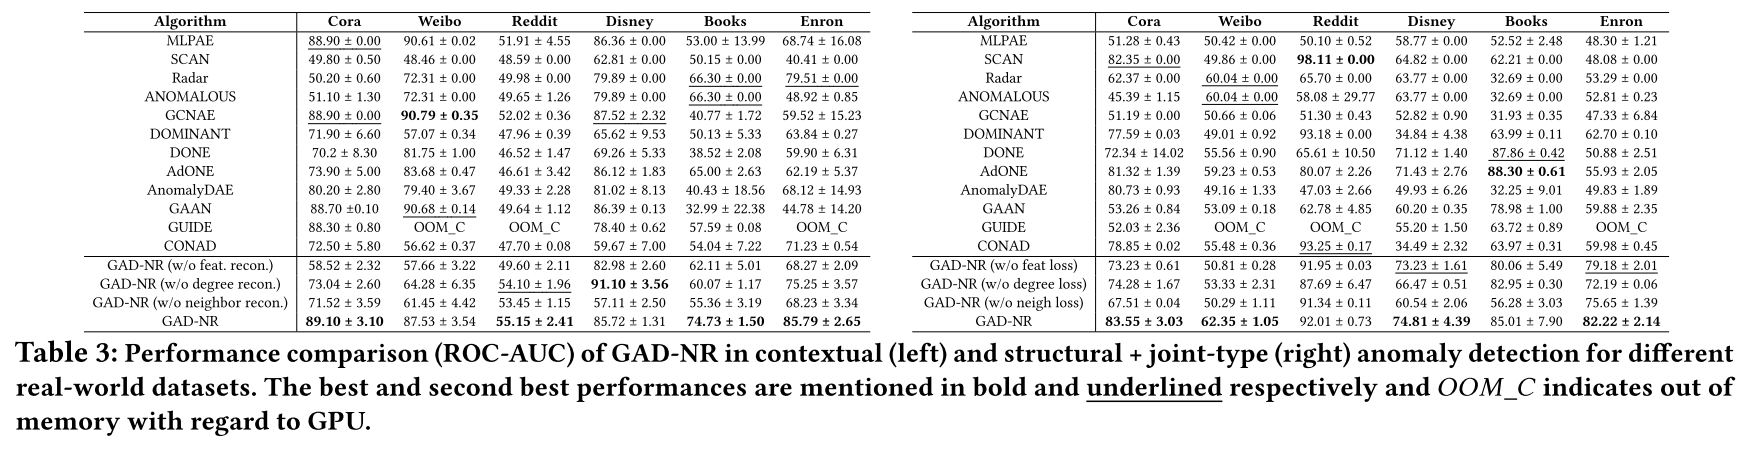 Algorithm Cora Weibo Reddit Disney Books Enron
MLPAE 88.90 ± 0.00 90.61 ± 0.02 51.91 ± 4.55 86.36 ± 0.00 53.00 ± 13.99 68.74 ± 16.08
SCAN 49.80 ± 0.50 48.46 ± 0.00 48.59 ± 0.00 62.81 ± 0.00 50.15 ± 0.00 40.41 ± 0.00
Radar 50.20 ± 0.60 72.31 ± 0.00 49.98 ± 0.00 79.89 ± 0.00 66.30 ± 0.00 79.51 ± 0.00
ANOMALOUS 51.10 ± 1.30 72.31 ± 0.00 49.65 ± 1.26 79.89 ± 0.00 66.30 ± 0.00 48.92 ± 0.85
GCNAE 88.90 ± 0.00 90.79 ± 0.35 52.02 ± 0.36 87.52 ± 2.32 40.77 ± 1.72 59.52 ± 15.23
DOMINANT 71.90 ± 6.60 57.07 ± 0.34 47.96 ± 0.39 65.62 ± 9.53 50.13 ± 5.33 63.84 ± 0.27
DONE 70.2 ± 8.30 81.75 ± 1.00 46.52 ± 1.47 69.26 ± 5.33 38.52 ± 2.08 59.90 ± 6.31
AdONE 73.90 ± 5.00 83.68 ± 0.47 46.61 ± 3.42 86.12 ± 1.83 65.00 ± 2.63 62.19 ± 5.37
AnomalyDAE 80.20 ± 2.80 79.40 ± 3.67 49.33 ± 2.28 81.02 ± 8.13 40.43 ± 18.56 68.12 ± 14.93
GAAN 88.70 ±0.10 90.68 ± 0.14 49.64 ± 1.12 86.39 ± 0.13 32.99 ± 22.38 44.78 ± 14.20
GUIDE 88.30 ± 0.80 OOM_C OOM_C 78.40 ± 0.62 57.59 ± 0.08 OOM_C
CONAD 72.50 ± 5.80 56.62 ± 0.37 47.70 ± 0.08 59.67 ± 7.00 54.04 ± 7.22 71.23 ± 0.54
GAD-NR (w/o feat. recon.) 58.52 ± 2.32 57.66 ± 3.22 49.60 ± 2.11 82.98 ± 2.60 62.11 ± 5.01 68.27 ± 2.09
GAD-NR (w/o degree recon.) 73.04 ± 2.60 64.28 ± 6.35 54.10 ± 1.96 91.10 ± 3.56 60.07 ± 1.17 75.25 ± 3.57
GAD-NR (w/o neighbor recon.) 71.52 ± 3.59 61.45 ± 4.42 53.45 ± 1.15 57.11 ± 2.50 55.36 ± 3.19 68.23 ± 3.34
GAD-NR 89.10 ± 3.10 87.53 ± 3.54 55.15 ± 2.41 85.72 ± 1.31 74.73 ± 1.50 85.79 ± 2.65
Algorithm Cora Weibo Reddit Disney Books Enron
MLPAE 51.28 ± 0.43 50.42 ± 0.00 50.10 ± 0.52 58.77 ± 0.00 52.52 ± 2.48 48.30 ± 1.21
SCAN 82.35 ± 0.00 49.86 ± 0.00 98.11 ± 0.00 64.82 ± 0.00 62.21 ± 0.00 48.08 ± 0.00
Radar 62.37 ± 0.00 60.04 ± 0.00 65.70 ± 0.00 63.77 ± 0.00 32.69 ± 0.00 53.29 ± 0.00
ANOMALOUS 45.39 ± 1.15 60.04 ± 0.00 58.08 ± 29.77 63.77 ± 0.00 32.69 ± 0.00 52.81 ± 0.23
GCNAE 51.19 ± 0.00 50.66 ± 0.06 51.30 ± 0.43 52.82 ± 0.90 31.93 ± 0.35 47.33 ± 6.84
DOMINANT 77.59 ± 0.03 49.01 ± 0.92 93.18 ± 0.00 34.84 ± 4.38 63.99 ± 0.11 62.70 ± 0.10
DONE 72.34 ± 14.02 55.56 ± 0.90 65.61 ± 10.50 71.12 ± 1.40 87.86 ± 0.42 50.88 ± 2.51
AdONE 81.32 ± 1.39 59.23 ± 0.53 80.07 ± 2.26 71.43 ± 2.76 88.30 ± 0.61 55.93 ± 2.05
AnomalyDAE 80.73 ± 0.93 49.16 ± 1.33 47.03 ± 2.66 49.93 ± 6.26 32.25 ± 9.01 49.83 ± 1.89
GAAN 53.26 ± 0.84 53.09 ± 0.18 62.78 ± 4.85 60.20 ± 0.35 78.98 ± 1.00 59.88 ± 2.35
GUIDE 52.03 ± 2.36 OOM_C OOM_C 55.20 ± 1.50 63.72 ± 0.89 OOM_C
CONAD 78.85 ± 0.02 55.48 ± 0.36 93.25 ± 0.17 34.49 ± 2.32 63.97 ± 0.31 59.98 ± 0.45
GAD-NR (w/o feat loss) 73.23 ± 0.61 50.81 ± 0.28 91.95 ± 0.03 73.23 ± 1.61 80.06 ± 5.49 79.18 ± 2.01
GAD-NR (w/o degree loss) 74.28 ± 1.67 53.33 ± 2.31 87.69 ± 6.47 66.47 ± 0.51 82.95 ± 0.30 72.19 ± 0.06
GAD-NR (w/o neigh loss) 67.51 ± 0.04 50.29 ± 1.11 91.34 ± 0.11 60.54 ± 2.06 56.28 ± 3.03 75.65 ± 1.39
GAD-NR 83.55 ± 3.03 62.35 ± 1.05 92.01 ± 0.73 74.81 ± 4.39 85.01 ± 7.90 82.22 ± 2.14
Table 3: Performance comparison (ROC-AUC) of GAD-NR in contextual (left) and structural + joint-type (right) anomaly detection for different
real-world datasets. The best and second best performances are mentioned in bold and underlined respectively and OOM_C indicates out of
memory with regard to GPU.